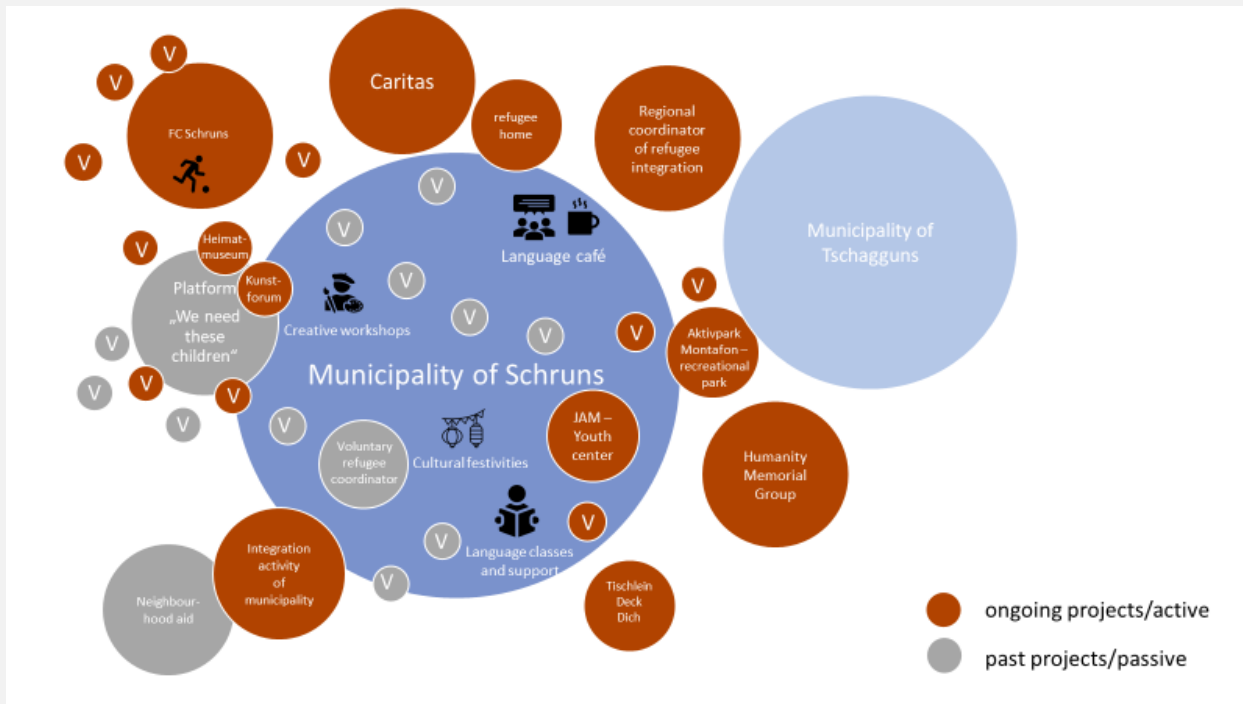 V
V
V
V
FC Schruns
Caritas
refugee
home
Regional
coordinator
of refugee
integration
Municipality of
Tschagguns
V
V
V
Heimat-
museum
Kunst-
forum
Platform
„We need
these
children“
V
V
V
V
V
Language café
Creative workshops
V
V
V
V
V
V
Aktivpark
Montafon –
recreational
park
Municipality of Schruns
V
V
Voluntary
refugee
coordinator
Cultural festivities
JAM –
Youth
center
Humanity
Memorial
Group
V
V
V
Language classes
and support
Integration
activity
of
municipality
Neighbour-
hood aid
Tischlein
Deck
Dich
ongoing projects/active
past projects/passive